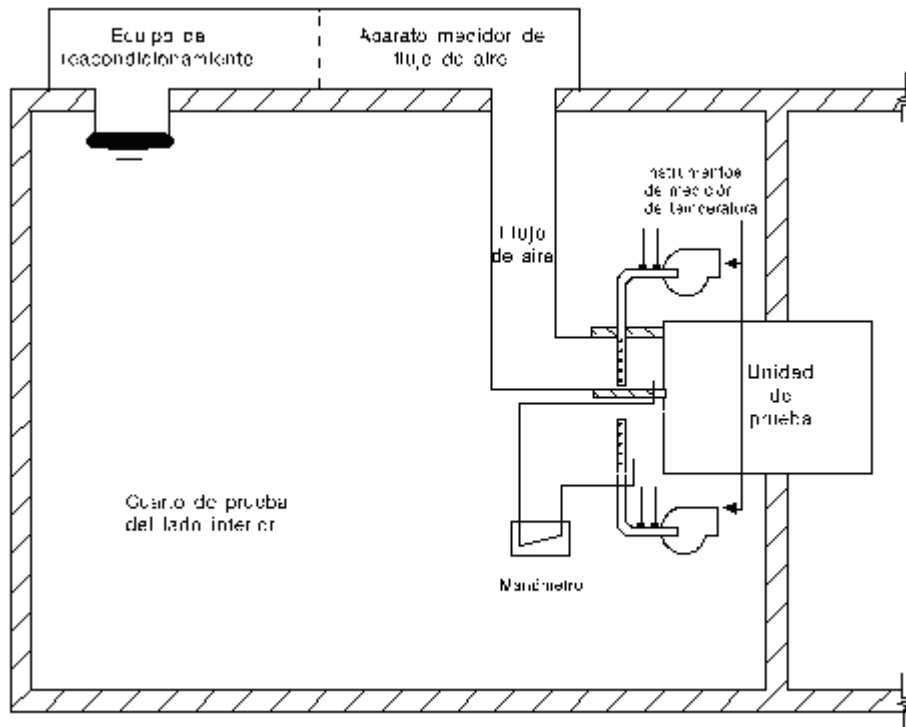 Equipo de
reacondicionamiento
Aparato medidor de
flujo de aire
Instrumentos
de medición
de temperatura
Flujo
de aire
Unidad
de
prueba
Cuarto de prueba
del lado interior
Manómetro